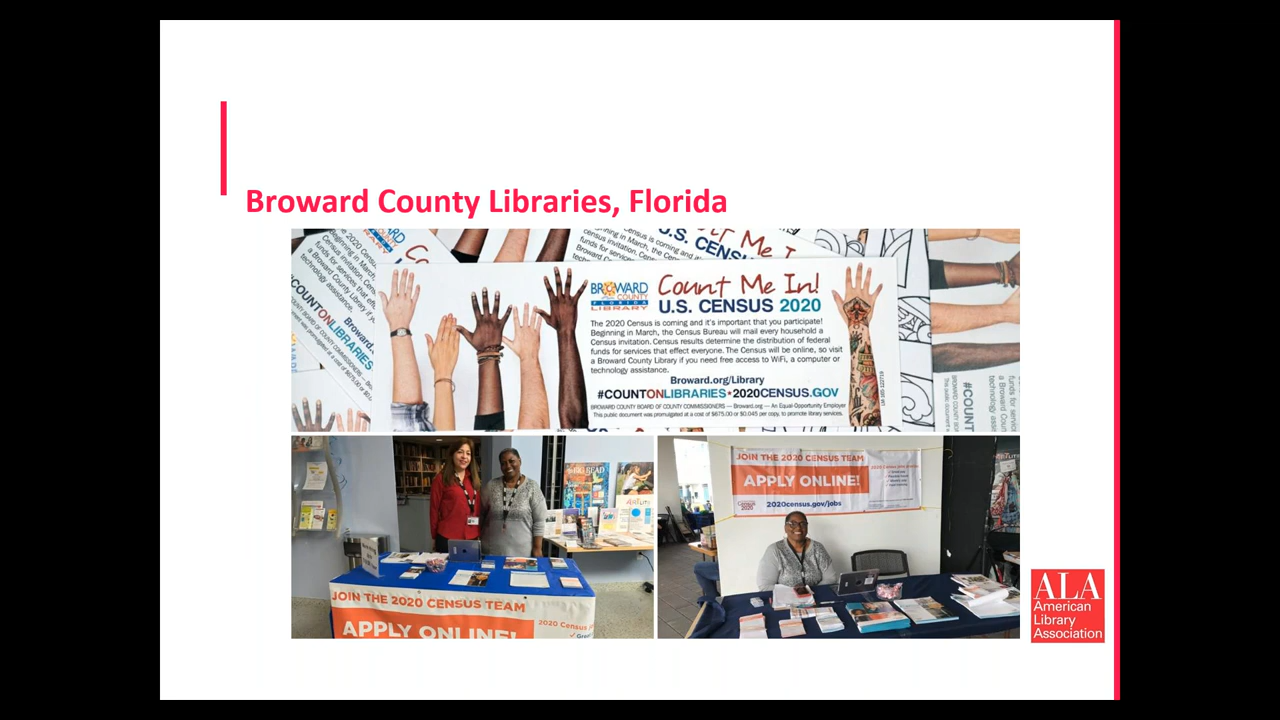 Broward County Libraries, Florida
BROWARD
COUNTY
FLORIDA
LIBRARY
Count Me In!
U.S. CENSUS 2020
The 2020 Census is coming and it's important that you participate!
Beginning in March, the Census Bureau will mail every household a
Census invitation. Census results determine the distribution of federal
funds for services that effect everyone. The Census will be online, so visit
a Broward County Library if you need free access to WiFi, a computer or
technology assistance.
Broward.org/Library
#COUNTONLIBRARIES•2020CENSUS.GOV
BROWARD COUNTY BOARD OF COUNTY COMMISSIONERS — Broward.org — An Equal Opportunity Employer
This public document was promulgated at a cost of $675.00 or $0.045 per copy, to promote library services.
#COUNT
JOIN THE 2020 CENSUS TEAM
APPLY ONLINE!
2020 Census
BIG READ
JOIN THE 2020 CENSUS TEAM
APPLY ONLINE!
2020census.gov/jobs
ALA
American
Library
Association